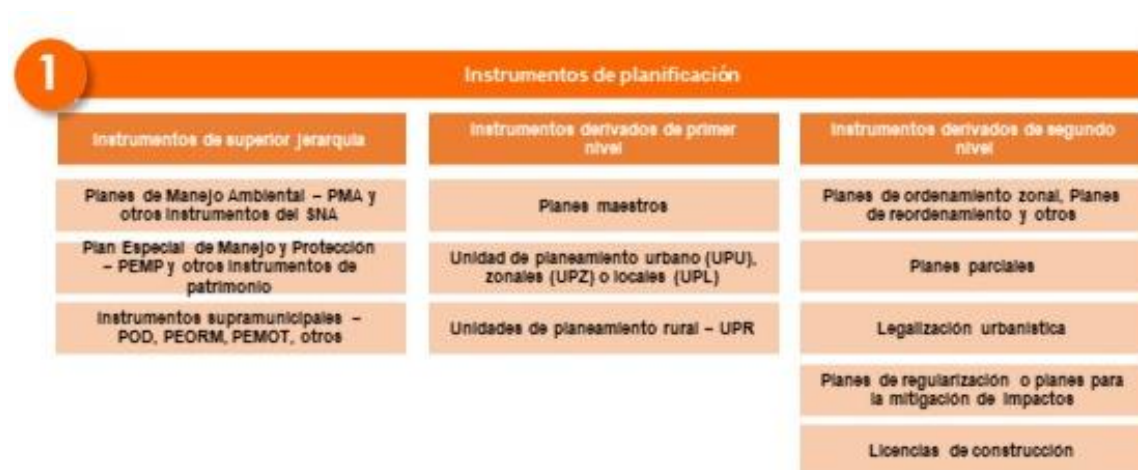 1
Instrumentos de planificación
Instrumentos de superior jerarquia
Planes de Manejo Ambiental – PMA y
otros instrumentos del SNA
Plan Especial de Manejo y Protección
– PEMP y otros instrumentos de
patrimonio
Instrumentos supramunicipales –
POD, PEORM, PEMOT, otros
Instrumentos derivados de primer
nivel
Planes maestros
Unidad de planeamiento urbano (UPU),
zonales (UPZ) o locales (UPL)
Unidades de planeamiento rural – UPR
Instrumentos derivados de segundo
nivel
Planes de ordenamiento zonal, Planes
de reordenamiento y otros
Planes parciales
Legalización urbanística
Planes de regularización o planes para
la mitigación de impactos
Licencias de construcción